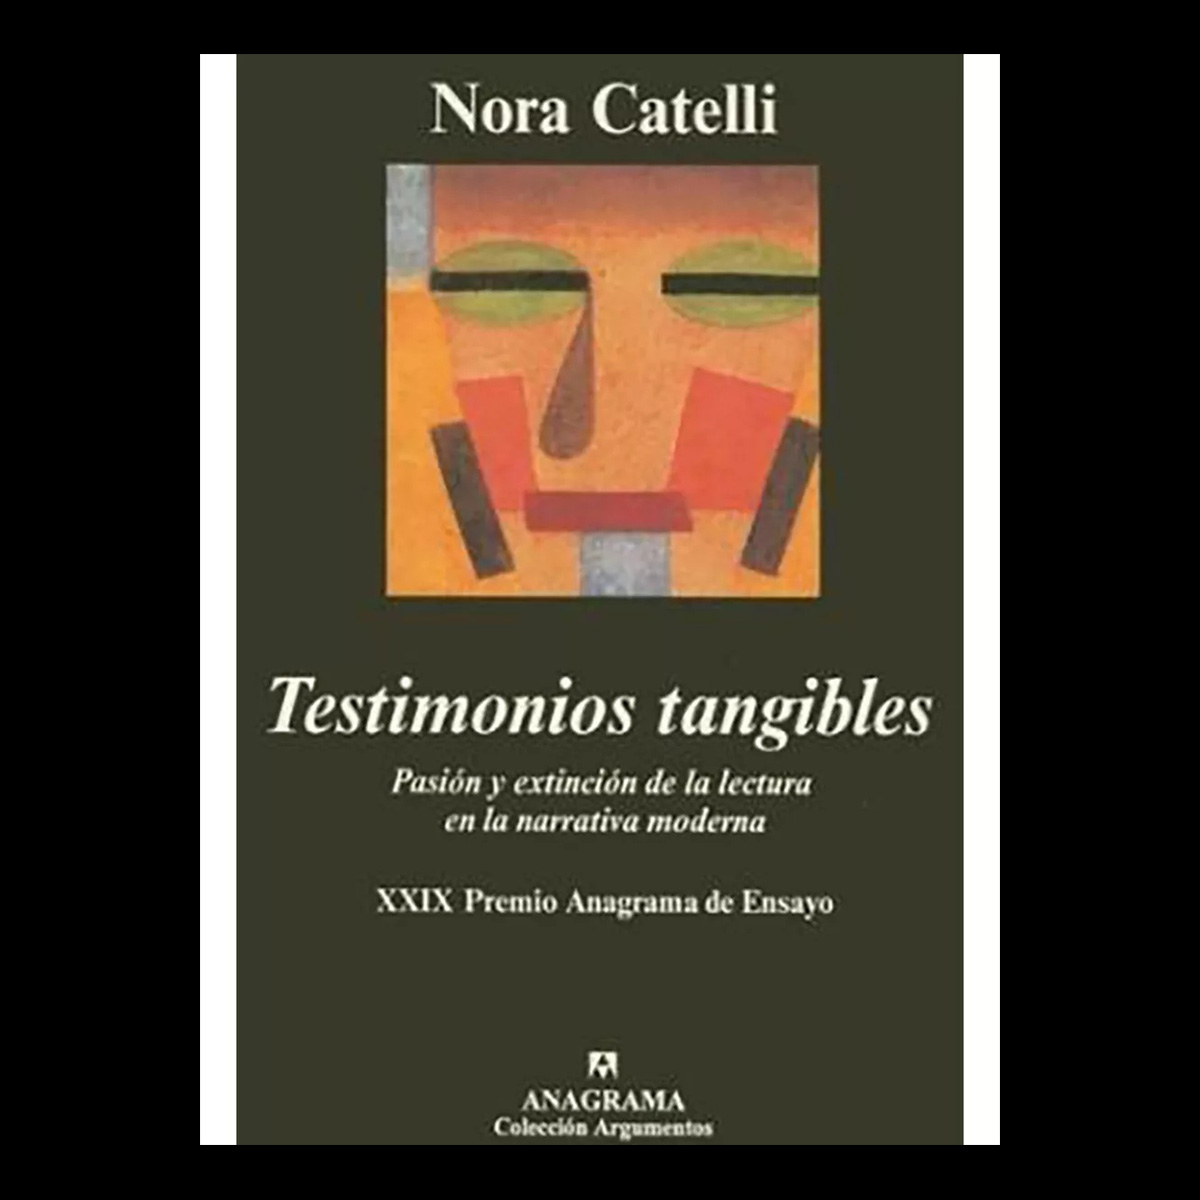 Nora Catelli
Testimonios tangibles
Pasión y extinción de la lectura
en la narrativa moderna
XXIX Premio Anagrama de Ensayo
ANAGRAMA
Colección Argumentos